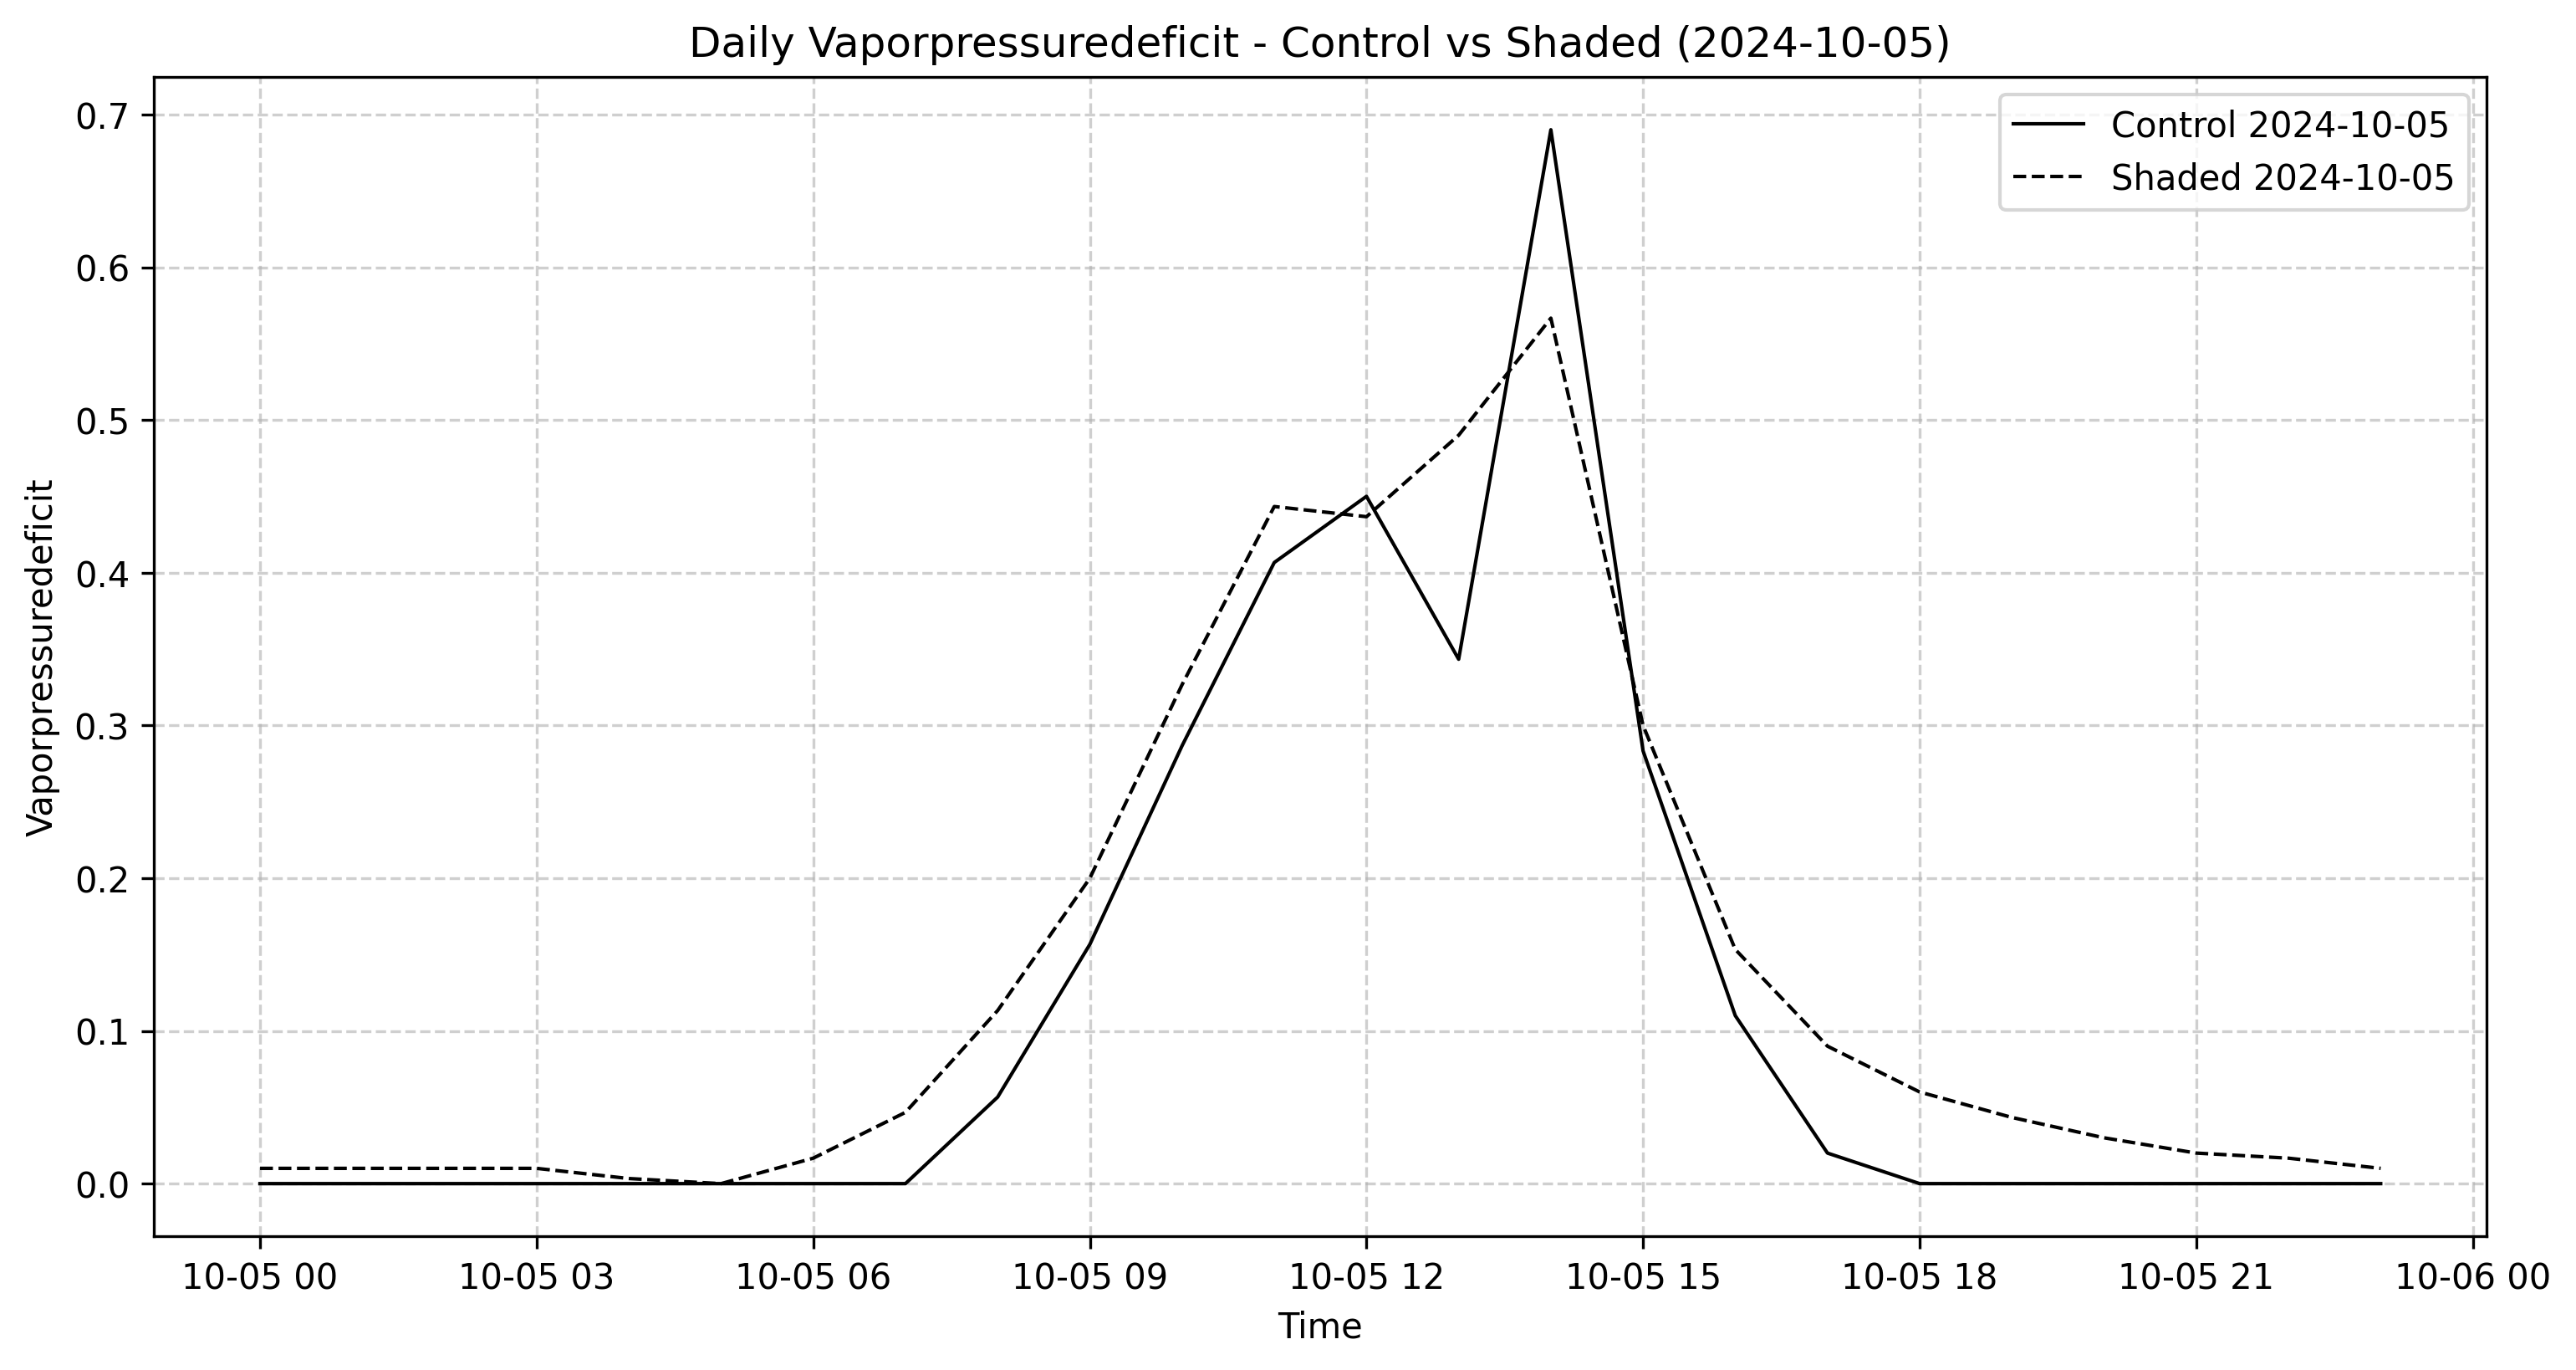 Daily Vaporpressuredeficit - Control vs Shaded (2024-10-05)
Control 2024-10-05
Shaded 2024-10-05
Vaporpressuredeficit
0.7
0.6
0.5
0.4
0.3
0.2
0.1
0.0
10-05 00 10-05 03 10-05 06 10-05 09 10-05 12 10-05 15 10-05 18 10-05 21 10-06 00
Time